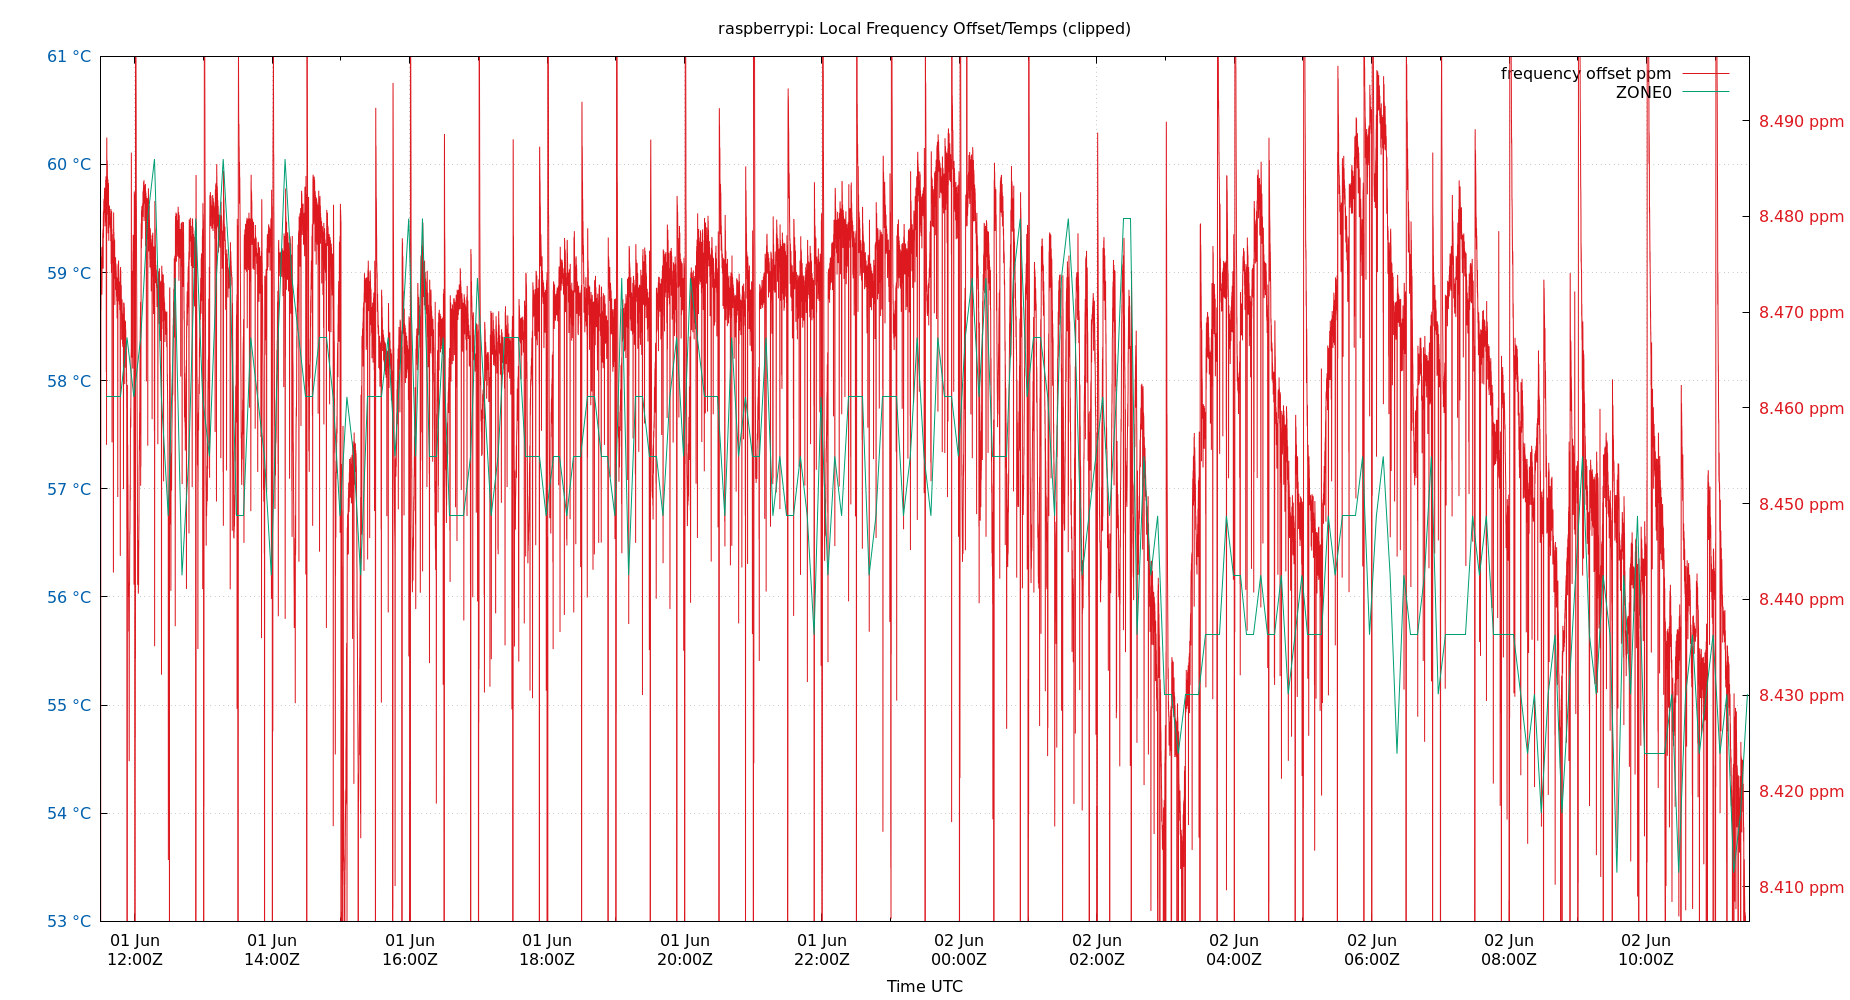 raspberrypi: Local Frequency Offset/Temps (clipped)
61 °C
60 °C
59 °C
58 °C
57 °C
56 °C
55 °C
54 °C
53 °C
frequency offset ppm
ZONE0
8.490 ppm
8.480 ppm
8.470 ppm
8.460 ppm
8.450 ppm
8.440 ppm
8.430 ppm
8.420 ppm
8.410 ppm
01 Jun 01 Jun 01 Jun 01 Jun 01 Jun 01 Jun 02 Jun 02 Jun 02 Jun 02 Jun 02 Jun 02 Jun
12:00Z 14:00Z 16:00Z 18:00Z 20:00Z 22:00Z 00:00Z 02:00Z 04:00Z 06:00Z 08:00Z 10:00Z
Time UTC